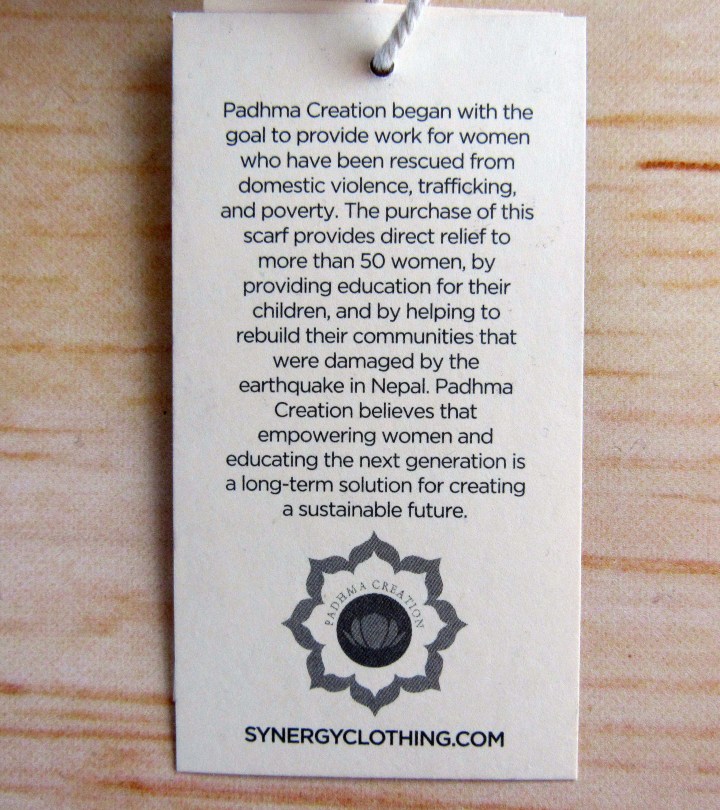 Padhma Creation began with the
goal to provide work for women
who have been rescued from
domestic violence, trafficking,
and poverty. The purchase of this
scarf provides direct relief to
more than 50 women, by
providing education for their
children, and by helping to
rebuild their communities that
were damaged by the
earthquake in Nepal. Padhma
Creation believes that
empowering women and
educating the next generation is
a long-term solution for creating
a sustainable future.
PADHMA CREATION
SYNERGYCLOTHING.COM